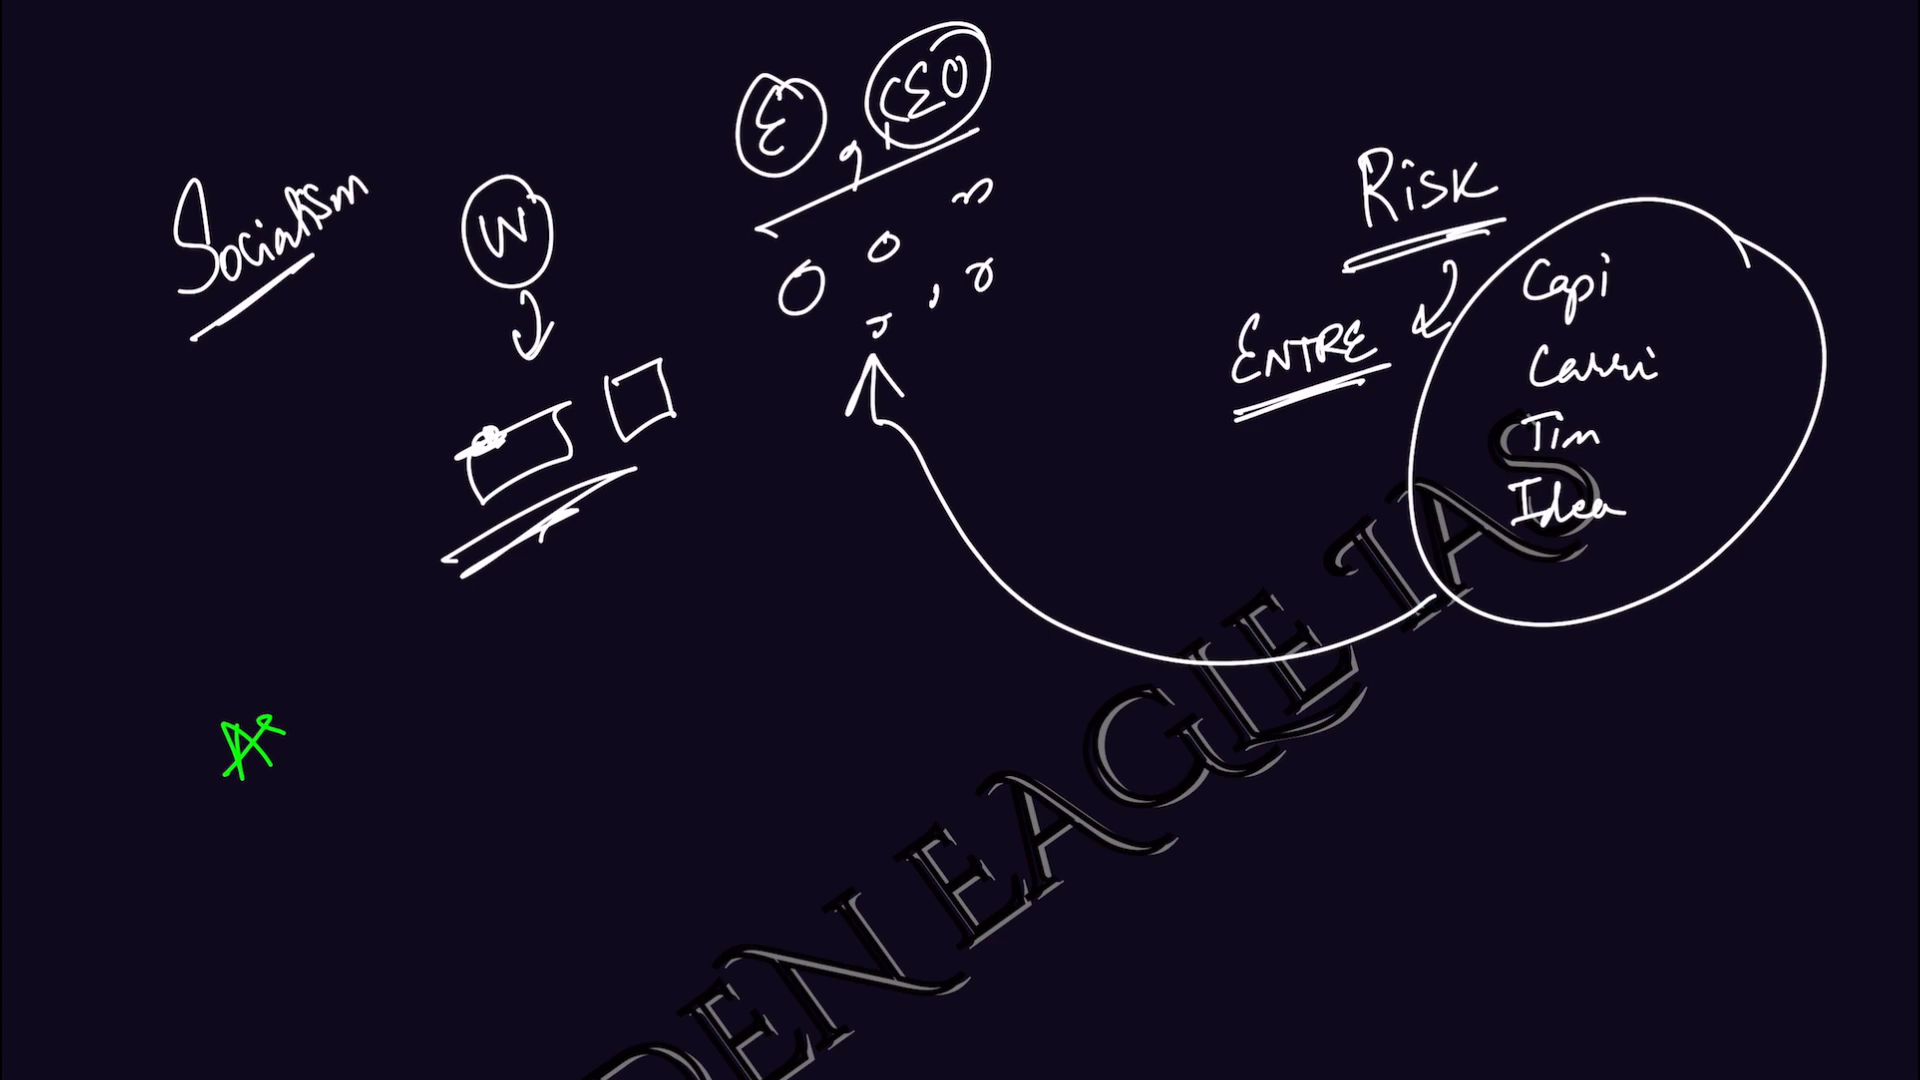 Socialism
W
E, CEO
Risk
ENTRE
Capi
Carri
Tim
Idea
DEN EAGLE IAS